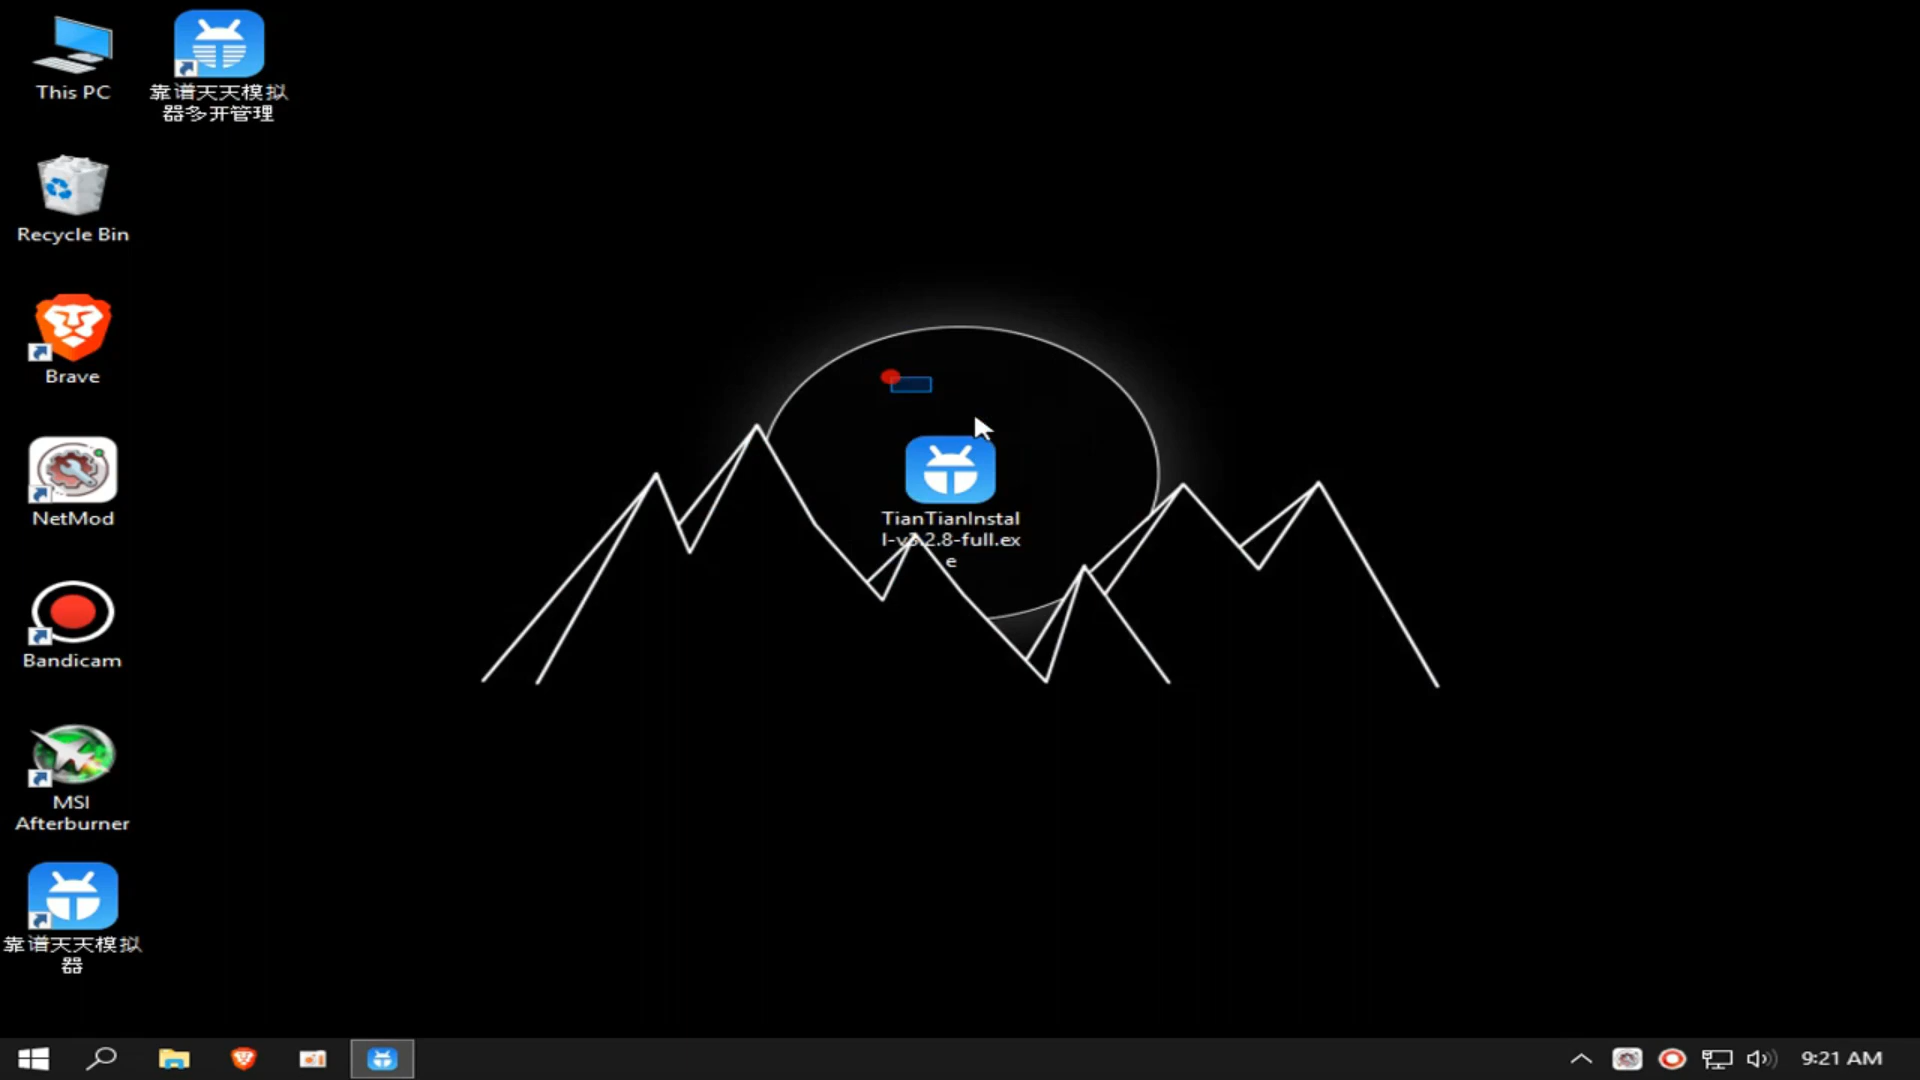 This PC
靠谱天天模拟
器多开管理
Recycle Bin
Brave
NetMod
Bandicam
MSI
Afterburner
靠谱天天模拟
器
TianTianInstal
l-v3.2.8-full.ex
e
9:21 AM